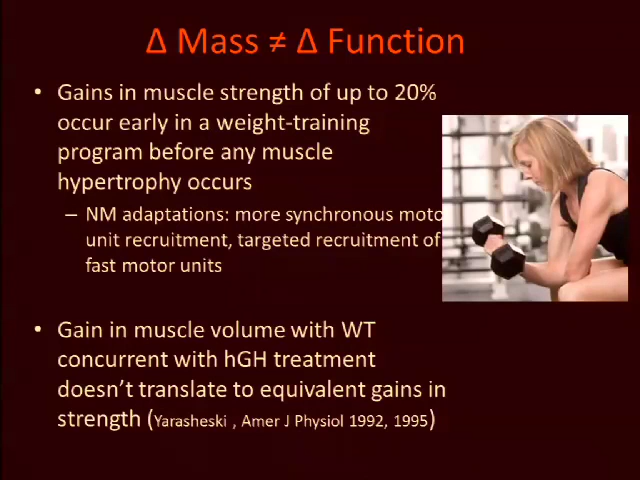 Δ Mass ≠ Δ Function
• Gains in muscle strength of up to 20%
occur early in a weight-training
program before any muscle
hypertrophy occurs
– NM adaptations: more synchronous moto
unit recruitment, targeted recruitment of
fast motor units
• Gain in muscle volume with WT
concurrent with hGH treatment
doesn't translate to equivalent gains in
strength (Yarasheski , Amer J Physiol 1992, 1995)